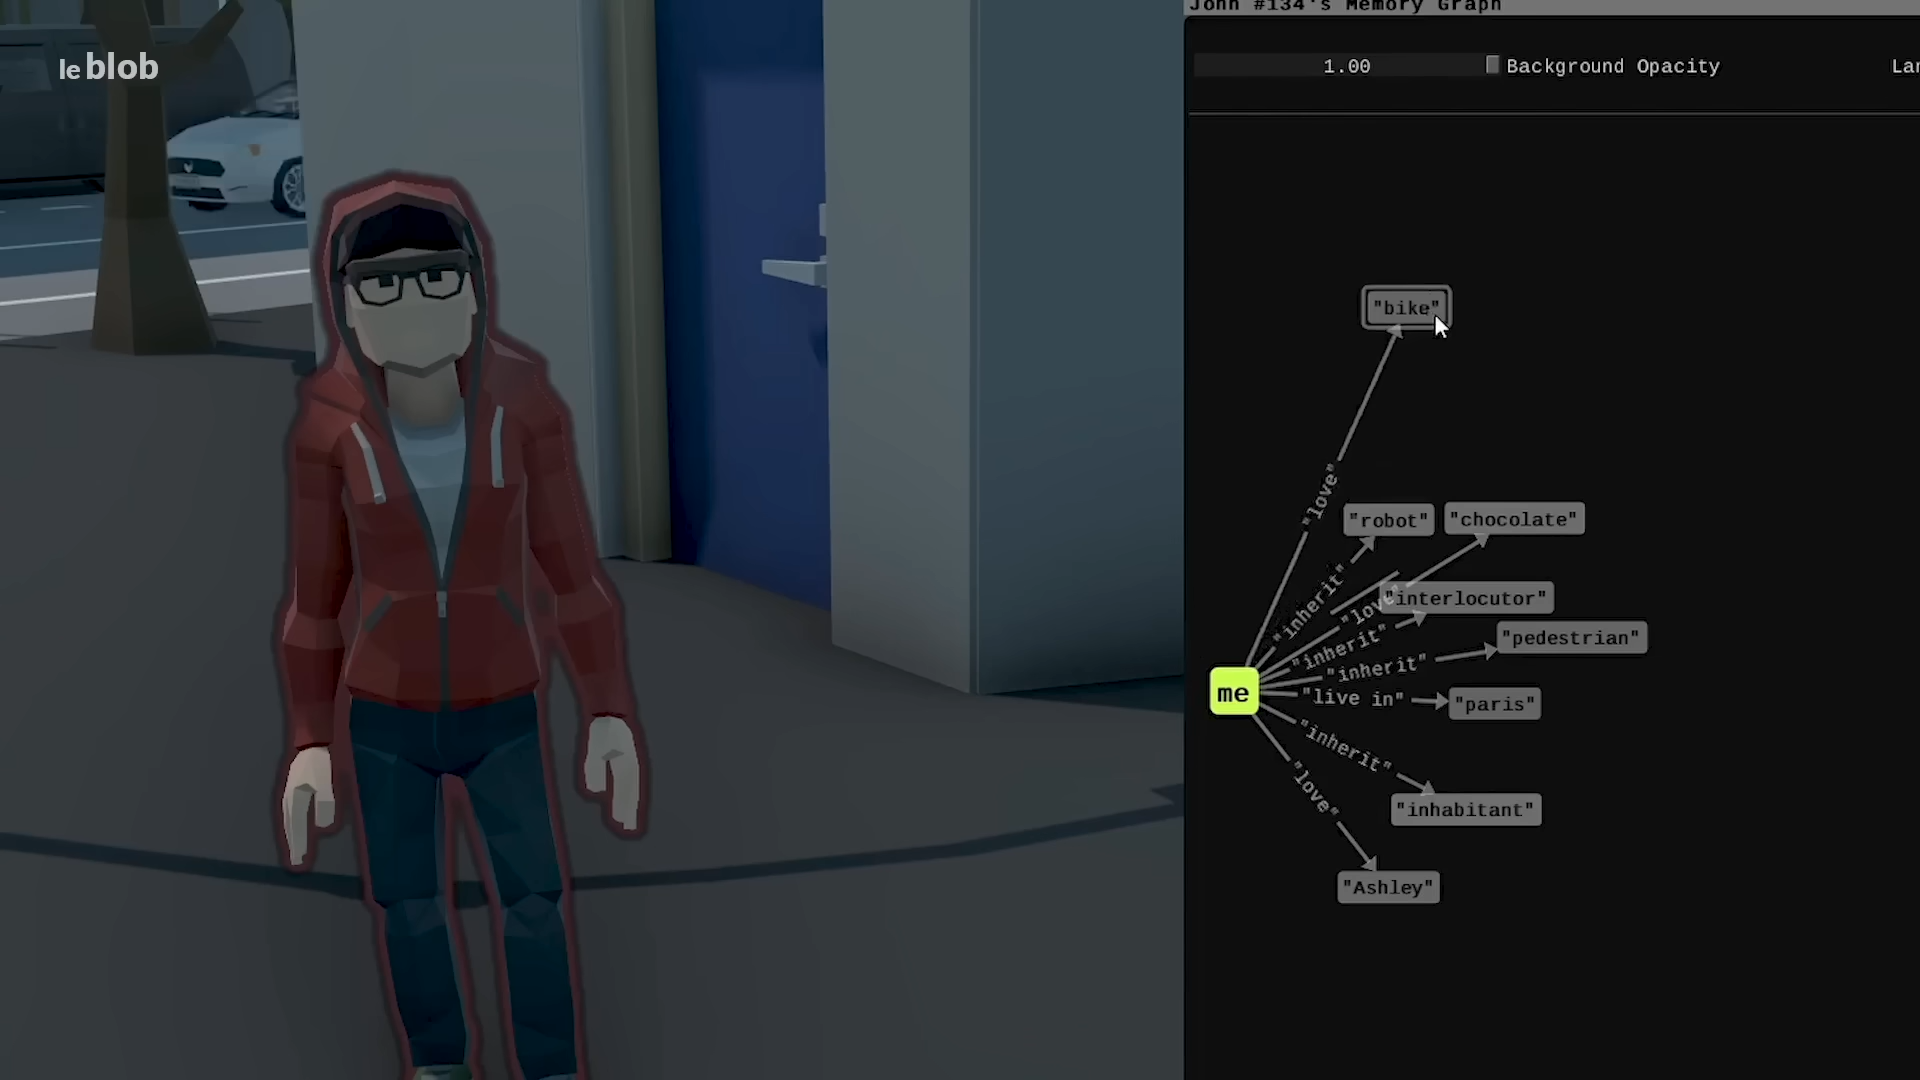 le blob
John #134's Memory Graph
1.00
Background Opacity
"bike"
"love"
"robot"
"chocolate"
"inherit"
"love"
"interlocutor"
"inherit"
"pedestrian"
"inherit"
me
"live in"
"paris"
"inherit"
"love"
"inhabitant"
"Ashley"